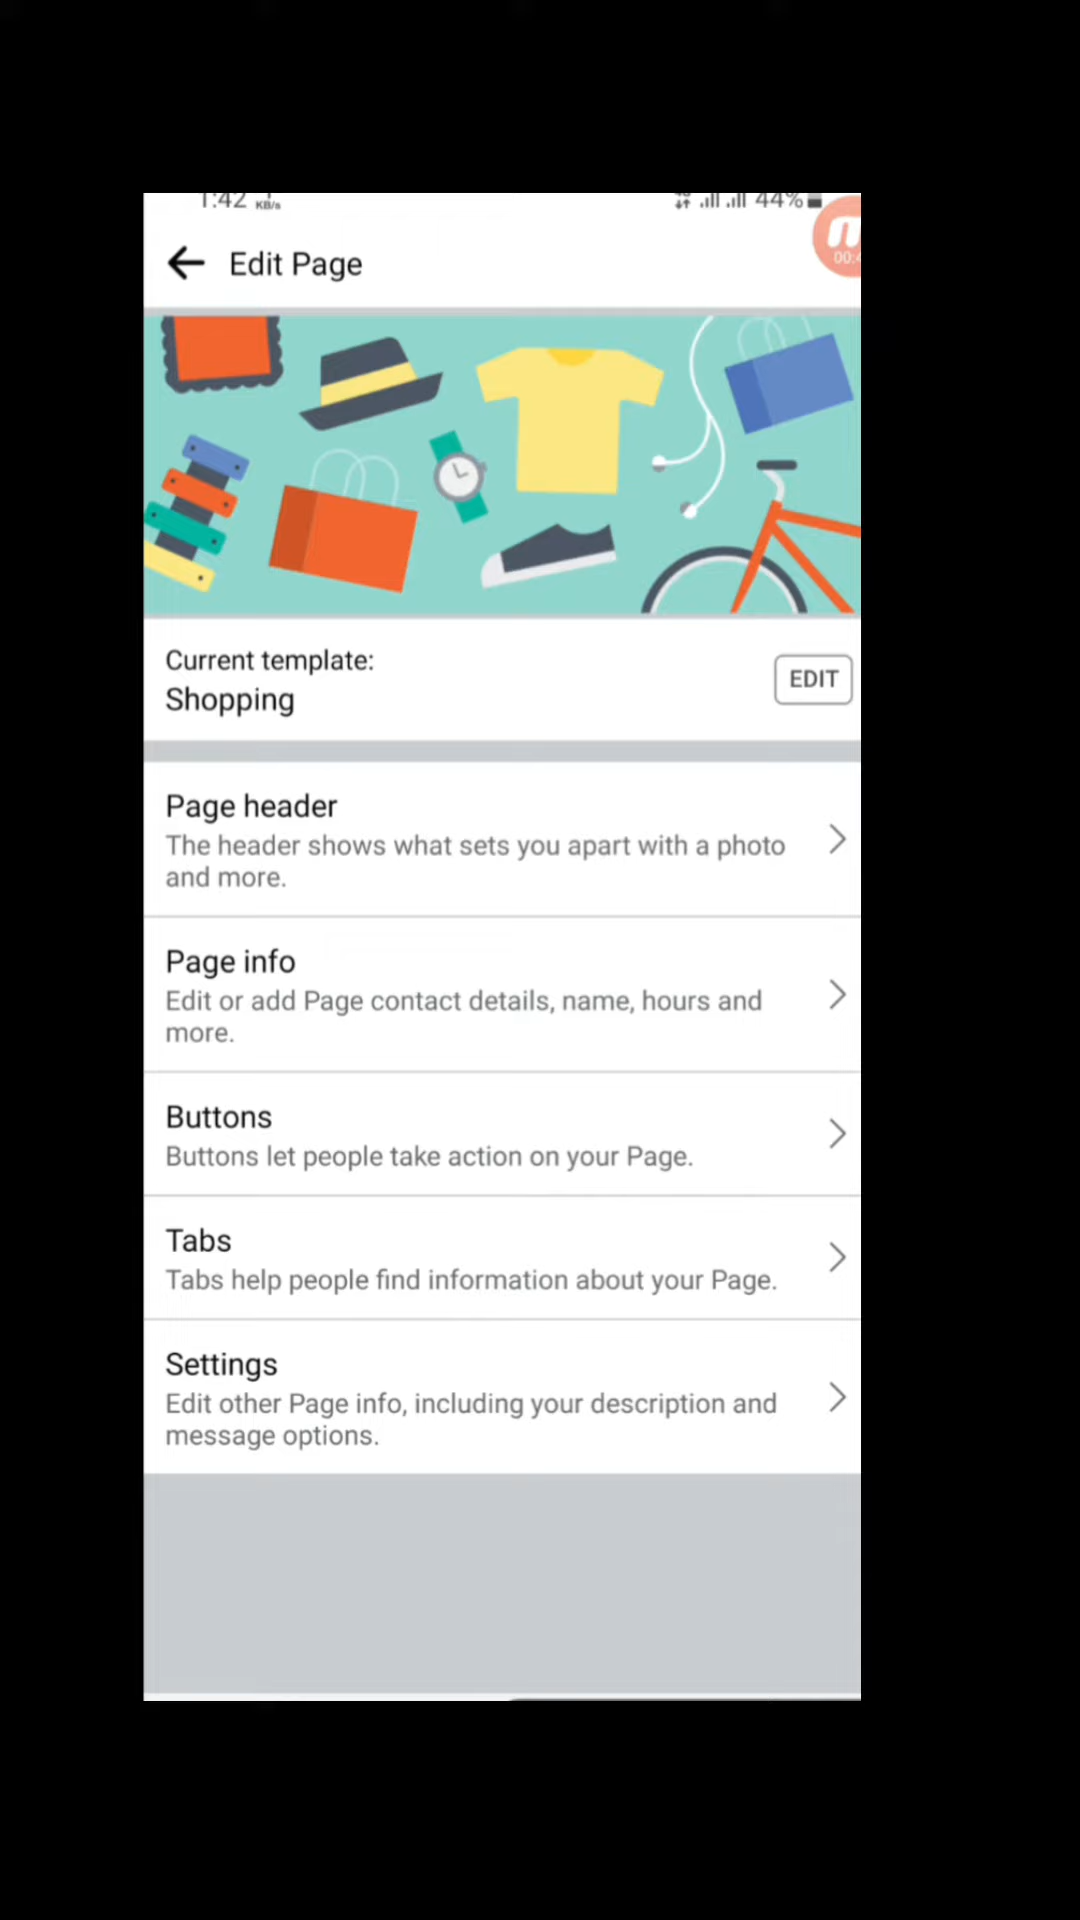 1:42 KB/s 44%
00:4
Edit Page
Current template:
Shopping
EDIT
Page header
The header shows what sets you apart with a photo
and more.
Page info
Edit or add Page contact details, name, hours and
more.
Buttons
Buttons let people take action on your Page.
Tabs
Tabs help people find information about your Page.
Settings
Edit other Page info, including your description and
message options.